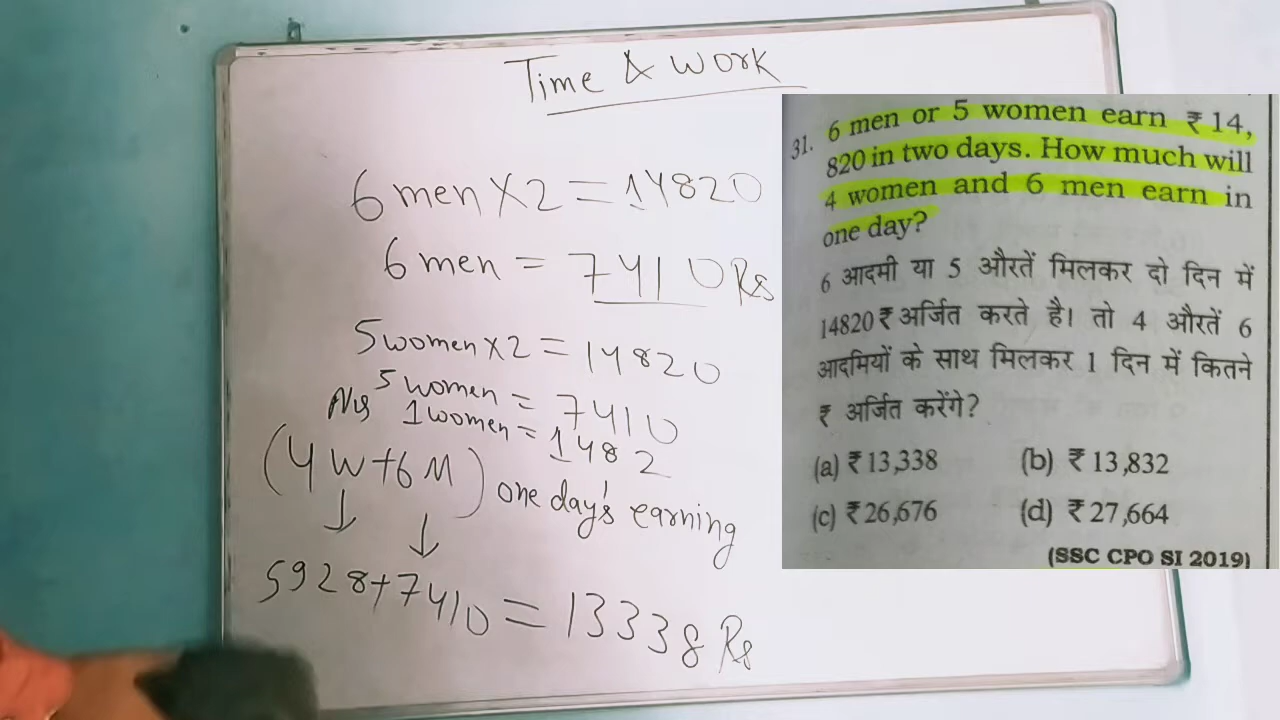 Time & Work
6 men X2 = 14820
6 men = 7410 Rs
5 women X2 = 14820
5 women = 7410
1 women = 1482
(4W+6M) one day's earning
5928+7410 = 13338 Rs
31. 6 men or 5 women earn ₹ 14,
820 in two days. How much will
4 women and 6 men earn in
one day?
6 आदमी या 5 औरतें मिलकर दो दिन में
14820 ₹ अर्जित करते है। तो 4 औरतें 6
आदमियों के साथ मिलकर 1 दिन में कितने
₹ अर्जित करेंगे?
(a) ₹ 13,338 (b) ₹ 13,832
(c) ₹ 26,676 (d) ₹ 27,664
(SSC CPO SI 2019)